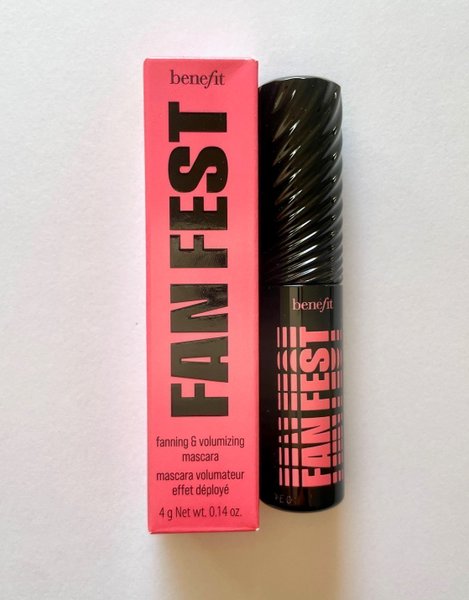 benefit
FAN FEST
fanning & volumizing
mascara
mascara volumateur
effet déployé
4 g Net wt. 0.14 oz.
benefit
FAN FEST